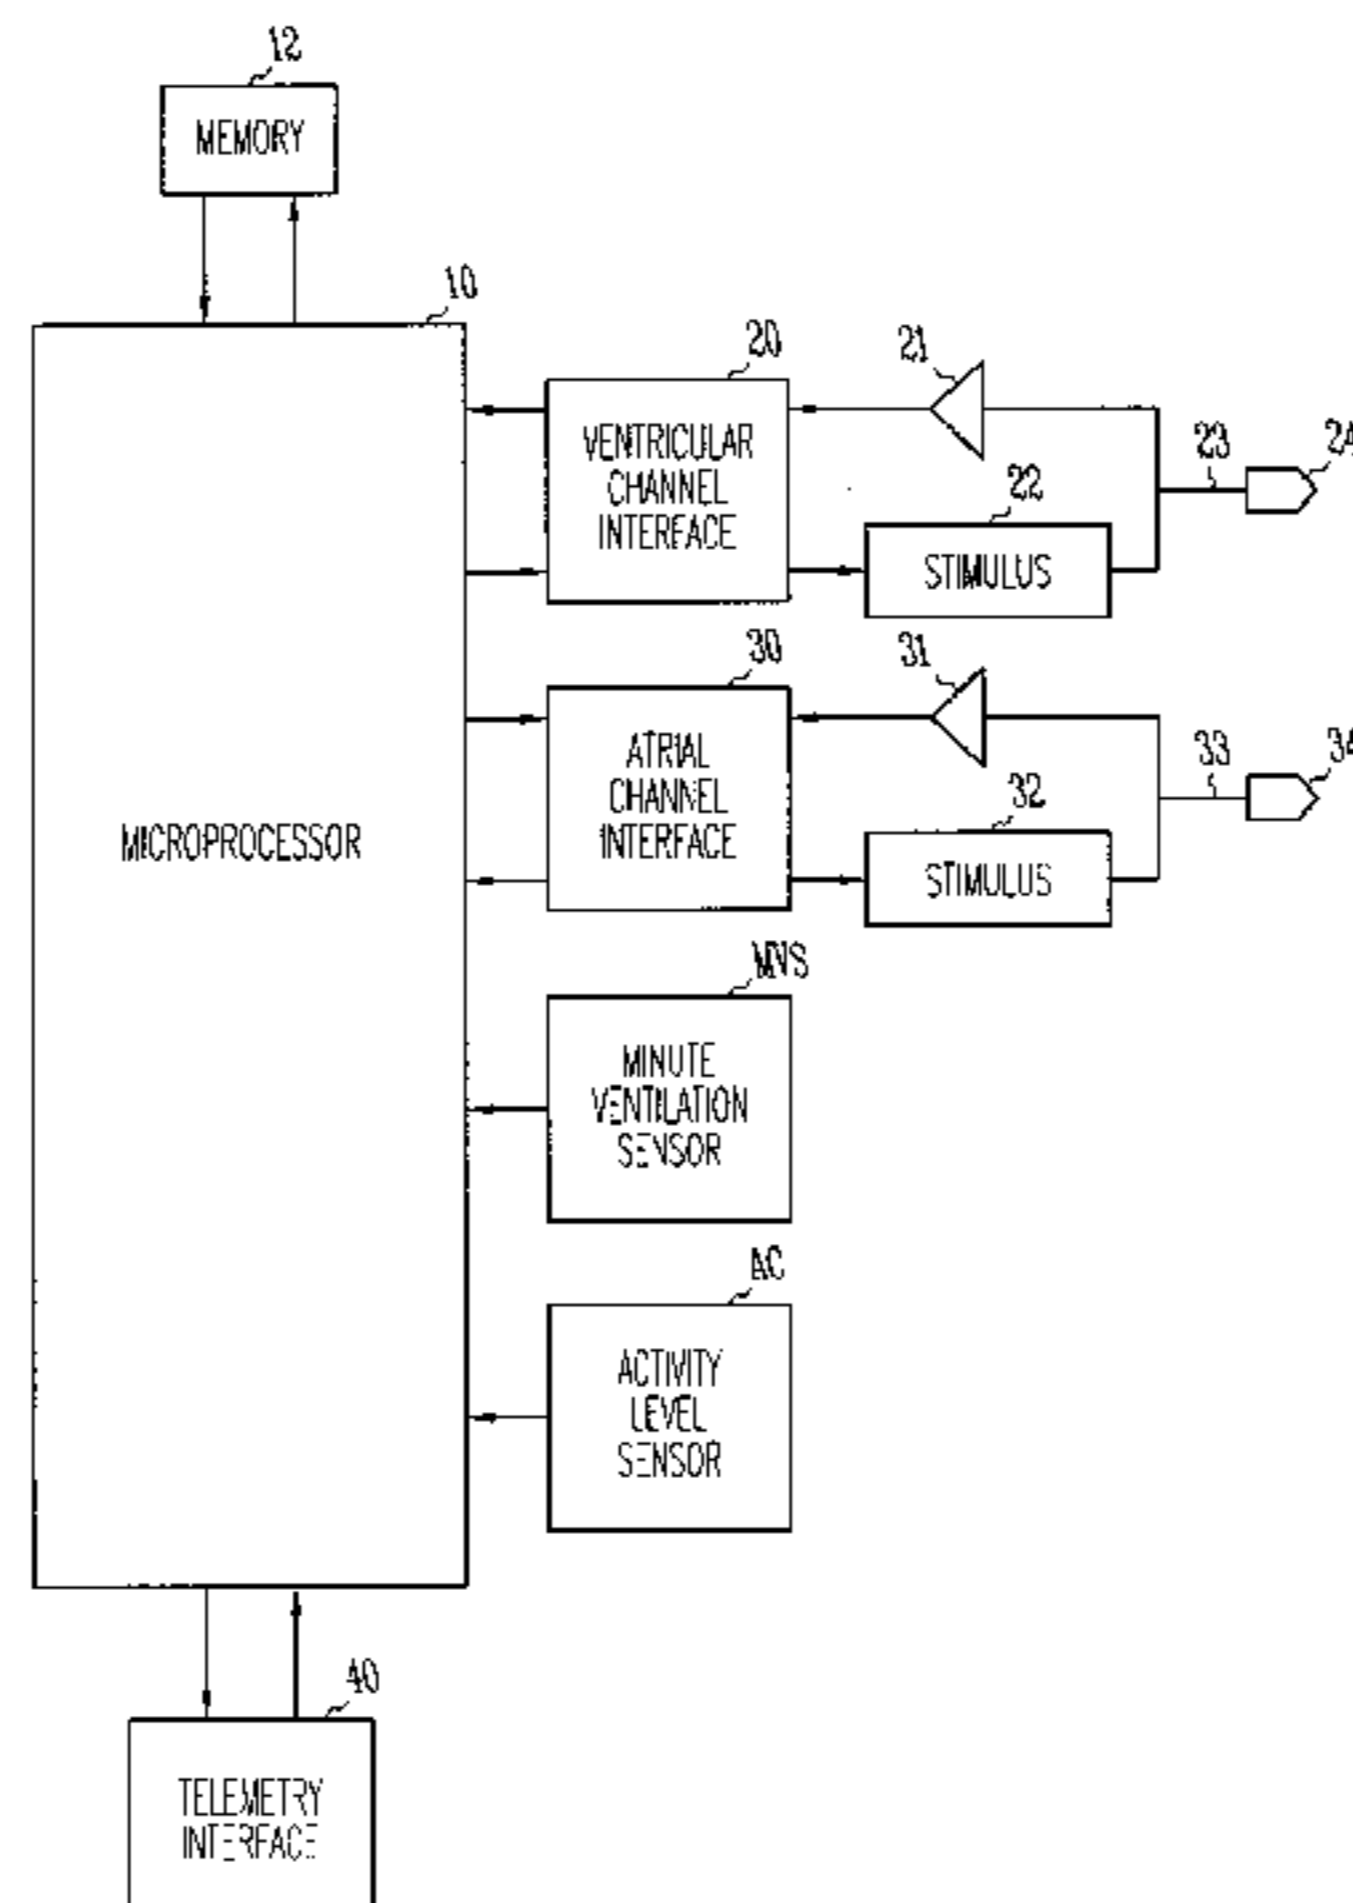 12
MEMORY
10
20
21
VENTRICULAR
CHANNEL
INTERFACE
23
24
22
STIMULUS
30
31
ATRIAL
CHANNEL
INTERFACE
33
34
32
STIMULUS
MICROPROCESSOR
MVS
MINUTE
VENTILATION
SENSOR
AC
ACTIVITY
LEVEL
SENSOR
40
TELEMETRY
INTERFACE